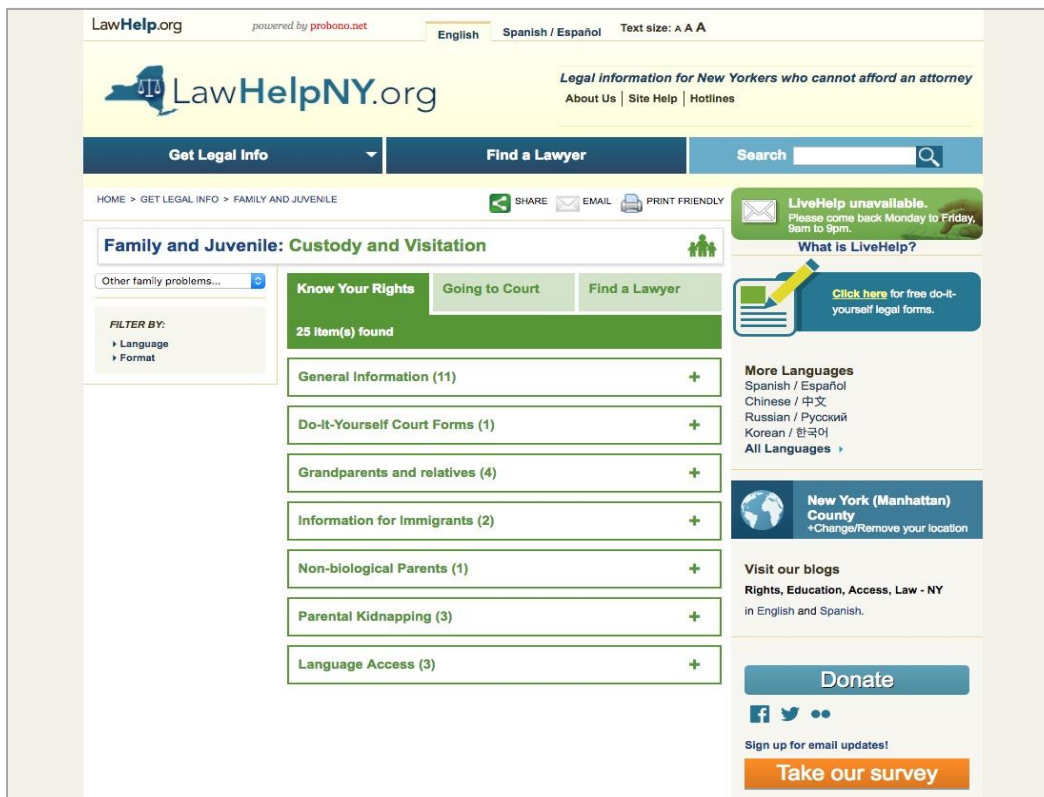 LawHelp.org
powered by probono.net
English
Spanish / Español
Text size: A A A
LawHelpNY.org
Legal information for New Yorkers who cannot afford an attorney
About Us | Site Help | Hotlines
Get Legal Info
Find a Lawyer
Search
HOME > GET LEGAL INFO > FAMILY AND JUVENILE
SHARE
EMAIL
PRINT FRIENDLY
Family and Juvenile: Custody and Visitation
Other family problems...
FILTER BY:
Language
Format
Know Your Rights
Going to Court
Find a Lawyer
25 item(s) found
General Information (11) +
Do-It-Yourself Court Forms (1) +
Grandparents and relatives (4) +
Information for Immigrants (2) +
Non-biological Parents (1) +
Parental Kidnapping (3) +
Language Access (3) +
LiveHelp unavailable.
Please come back Monday to Friday,
9am to 9pm.
What is LiveHelp?
Click here for free do-it-
yourself legal forms.
More Languages
Spanish / Español
Chinese / 中文
Russian / Русский
Korean / 한국어
All Languages
New York (Manhattan)
County
+Change/Remove your location
Visit our blogs
Rights, Education, Access, Law - NY
in English and Spanish.
Donate
Sign up for email updates!
Take our survey